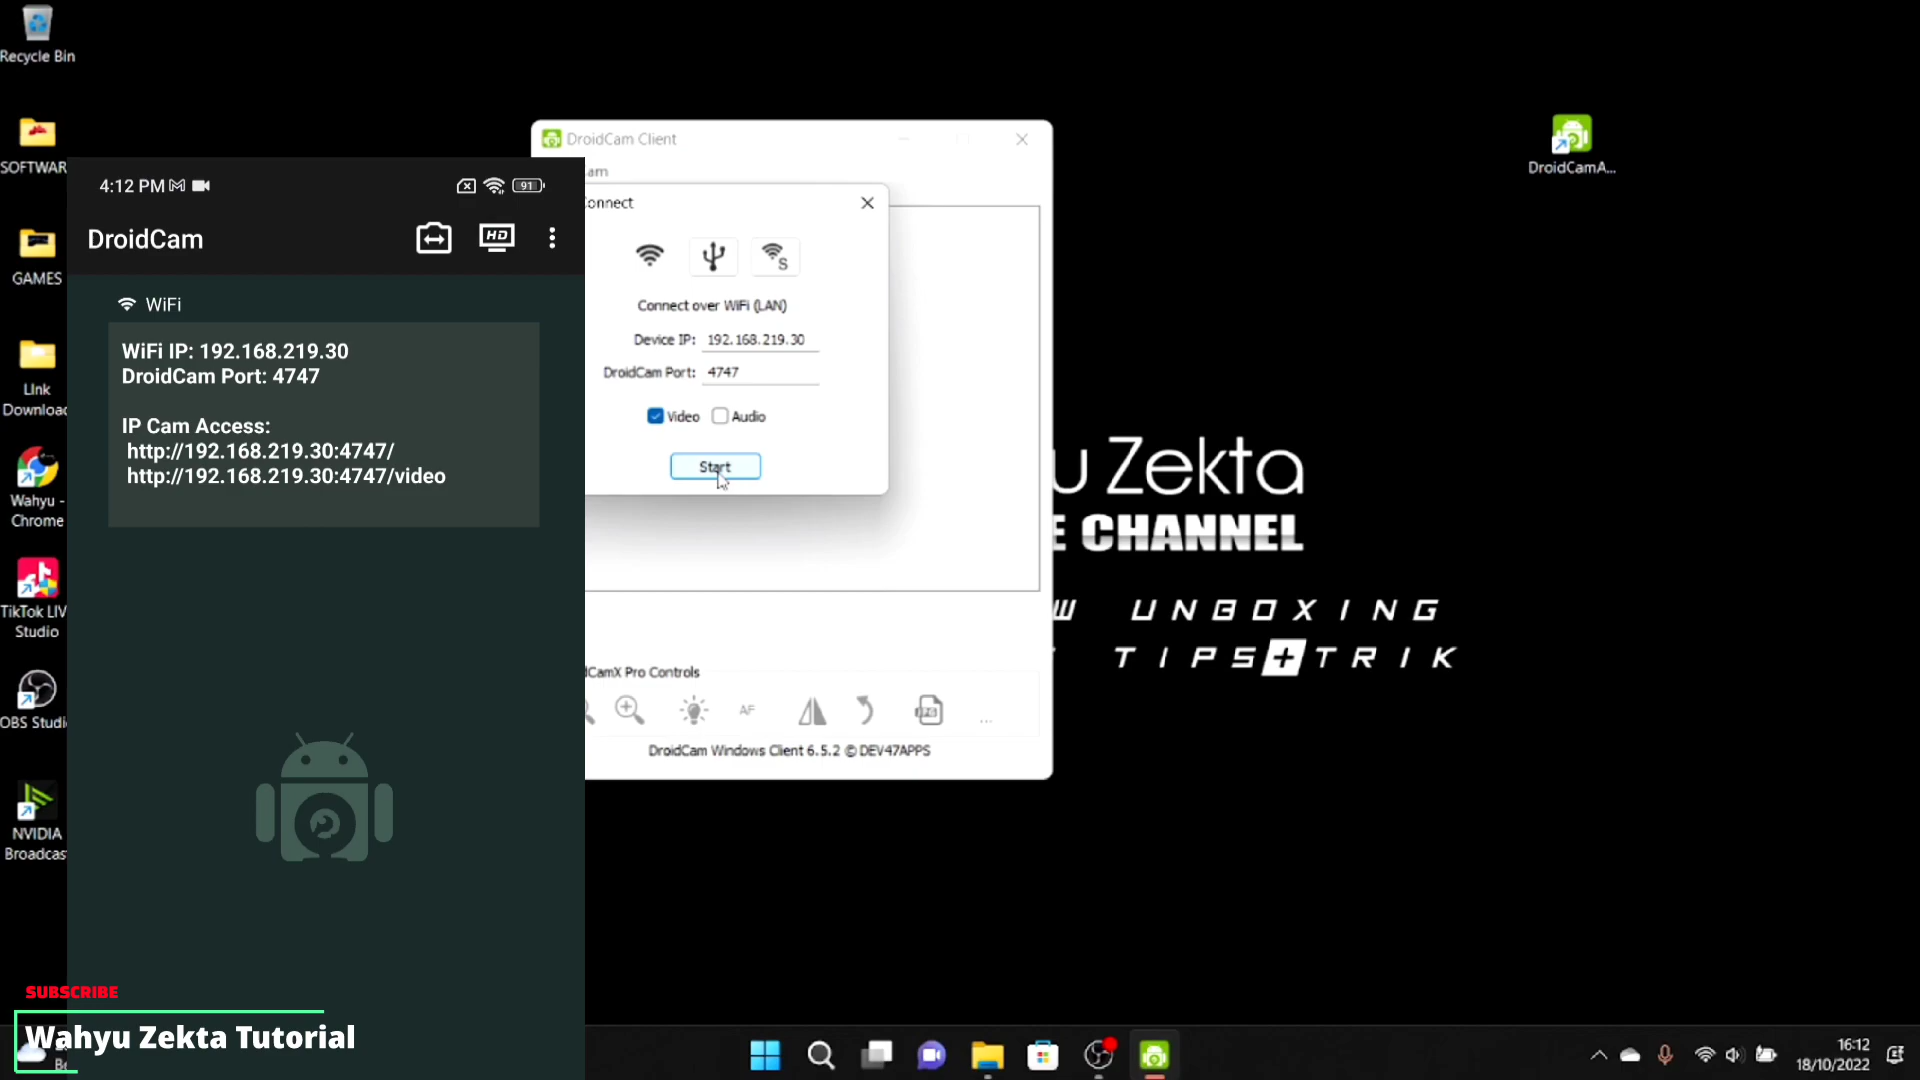 Recycle Bin
SOFTWAR
GAMES
LInk
Download
Wahyu -
Chrome
TikTok LIV
Studio
OBS Studi
NVIDIA
Broadcas
4:12 PM
91
DroidCam
HD
WiFi
WiFi IP: 192.168.219.30
DroidCam Port: 4747
IP Cam Access:
http://192.168.219.30:4747/
http://192.168.219.30:4747/video
DroidCam Client
am
onnect
S
Connect over WiFi (LAN)
Device IP: 192.168.219.30
DroidCam Port: 4747
Video Audio
Start
CamX Pro Controls
AF
...
DroidCam Windows Client 6.5.2 © DEV47APPS
DroidCamA...
u Zekta
E CHANNEL
W UNBOXING
TIPS+TRIK
SUBSCRIBE
Wahyu Zekta Tutorial
16:12
18/10/2022